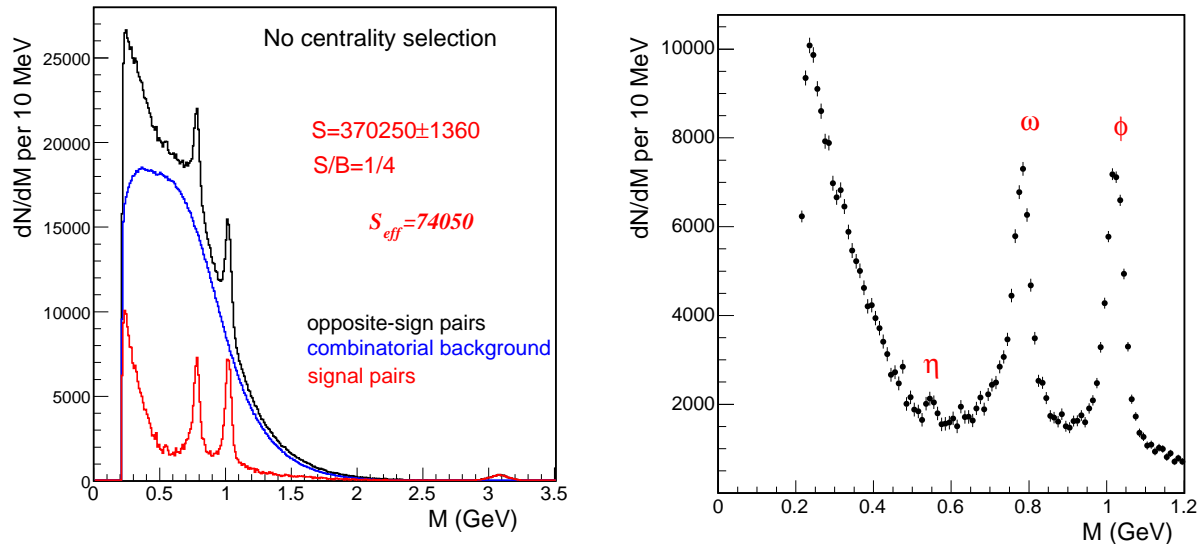 dN/dM per 10 MeV
25000
20000
15000
10000
5000
0
No centrality selection
S=370250±1360
S/B=1/4
S_eff=74050
opposite-sign pairs
combinatorial background
signal pairs
0 0.5 1 1.5 2 2.5 3 3.5
M (GeV)
dN/dM per 10 MeV
10000
8000
6000
4000
2000
η
ω
ϕ
0 0.2 0.4 0.6 0.8 1 1.2
M (GeV)